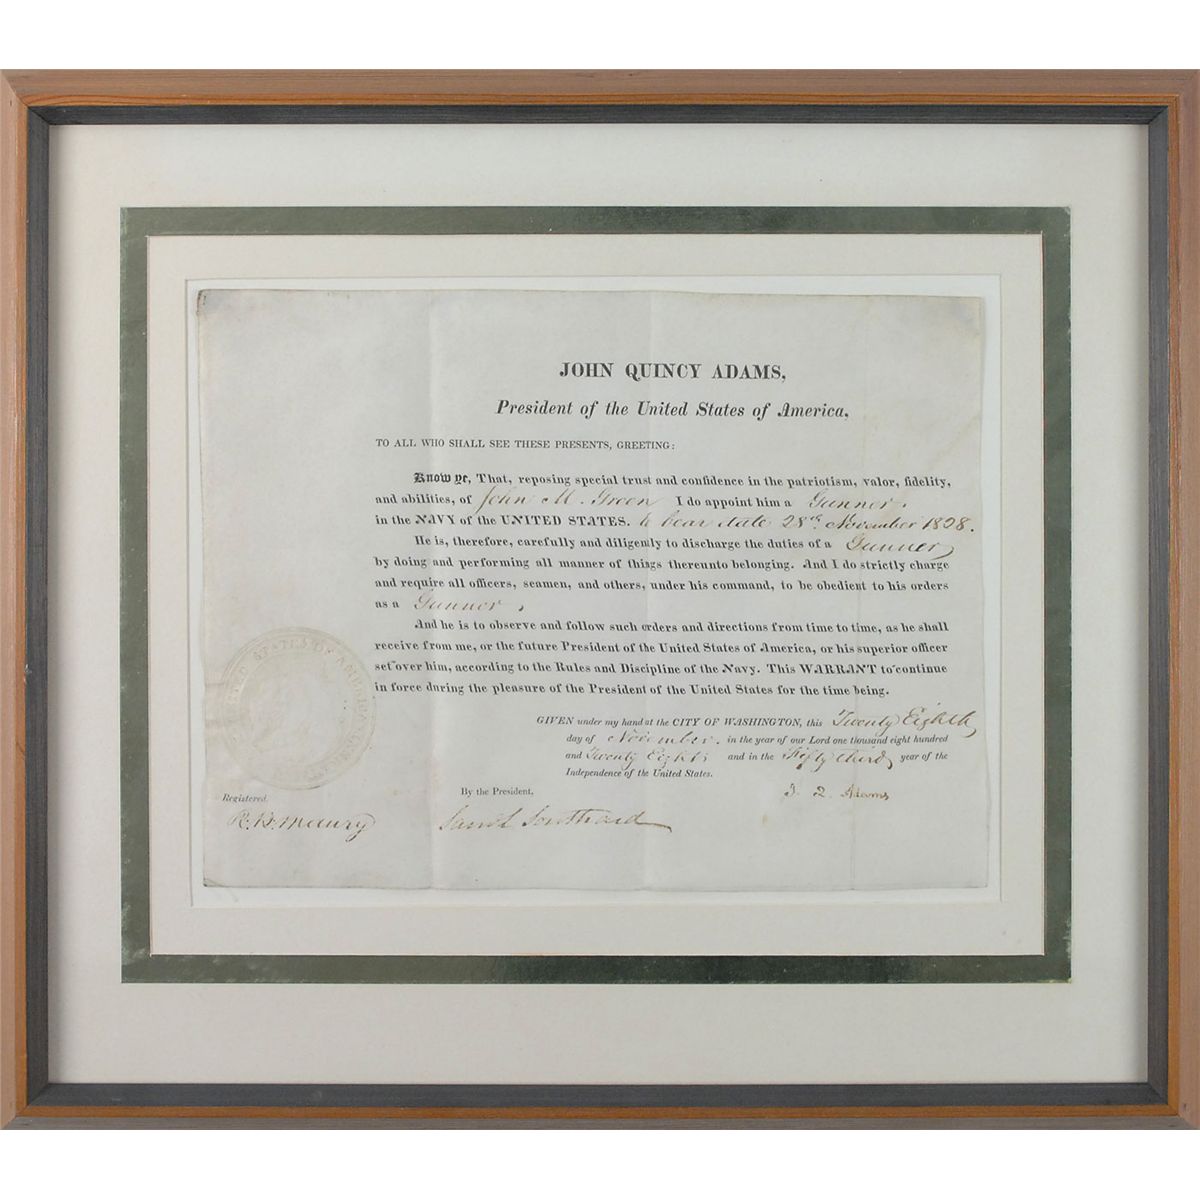 JOHN QUINCY ADAMS,
President of the United States of America,
TO ALL WHO SHALL SEE THESE PRESENTS, GREETING:
Know ye, That, reposing special trust and confidence in the patriotism, valor, fidelity,
and abilities, of John M. Green I do appoint him a Gunner.
in the NAVY of the UNITED STATES. to bear date 28th November 1828.
He is, therefore, carefully and diligently to discharge the duties of a Gunner
by doing and performing all manner of things thereunto belonging. And I do strictly charge
and require all officers, seamen, and others, under his command, to be obedient to his orders
as a Gunner,
And he is to observe and follow such orders and directions from time to time, as he shall
receive from me, or the future President of the United States of America, or his superior officer
set over him, according to the Rules and Discipline of the Navy. This WARRANT to continue
in force during the pleasure of the President of the United States for the time being.
GIVEN under my hand at the CITY OF WASHINGTON, this Twenty Eighth
day of November. in the year of our Lord one thousand eight hundred
and Twenty Eight and in the Fifty third year of the
Independence of the United States.
J. Q. Adams
By the President,
Saml. Southard
Registered.
R. B. Maury
STATES OF AMERICA